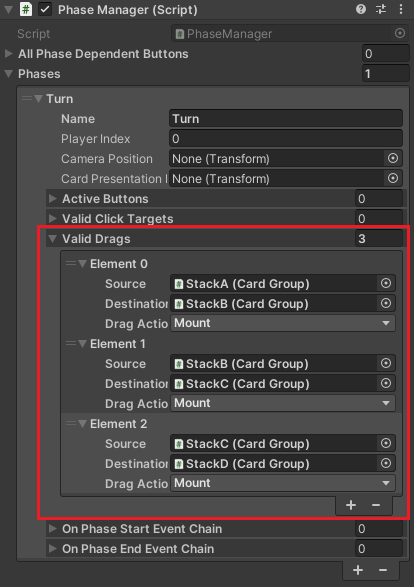 Phase Manager (Script)
Script PhaseManager
All Phase Dependent Buttons 0
Phases 1
Turn
Name Turn
Player Index 0
Camera Position None (Transform)
Card Presentation None (Transform)
Active Buttons 0
Valid Click Targets 0
Valid Drags 3
Element 0
Source StackA (Card Group)
Destination StackB (Card Group)
Drag Actio Mount
Element 1
Source StackB (Card Group)
Destination StackC (Card Group)
Drag Actio Mount
Element 2
Source StackC (Card Group)
Destination StackD (Card Group)
Drag Actio Mount
On Phase Start Event Chain 0
On Phase End Event Chain 0